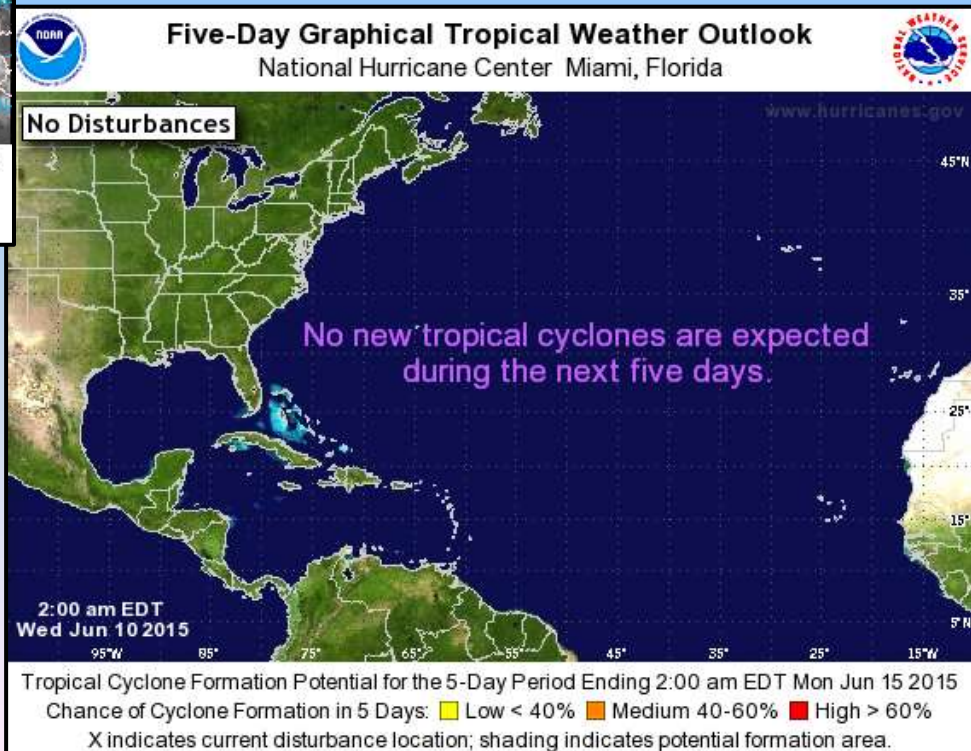 Five-Day Graphical Tropical Weather Outlook
National Hurricane Center Miami, Florida
NOAA
NATIONAL WEATHER SERVICE
No Disturbances
www.hurricanes.gov
45°N
35°
No new tropical cyclones are expected
during the next five days.
25°
15°
2:00 am EDT
Wed Jun 10 2015
5°N
95°W 85° 75° 65° 55° 45° 35° 25° 15°W
Tropical Cyclone Formation Potential for the 5-Day Period Ending 2:00 am EDT Mon Jun 15 2015
Chance of Cyclone Formation in 5 Days: Low < 40% Medium 40-60% High > 60%
X indicates current disturbance location; shading indicates potential formation area.